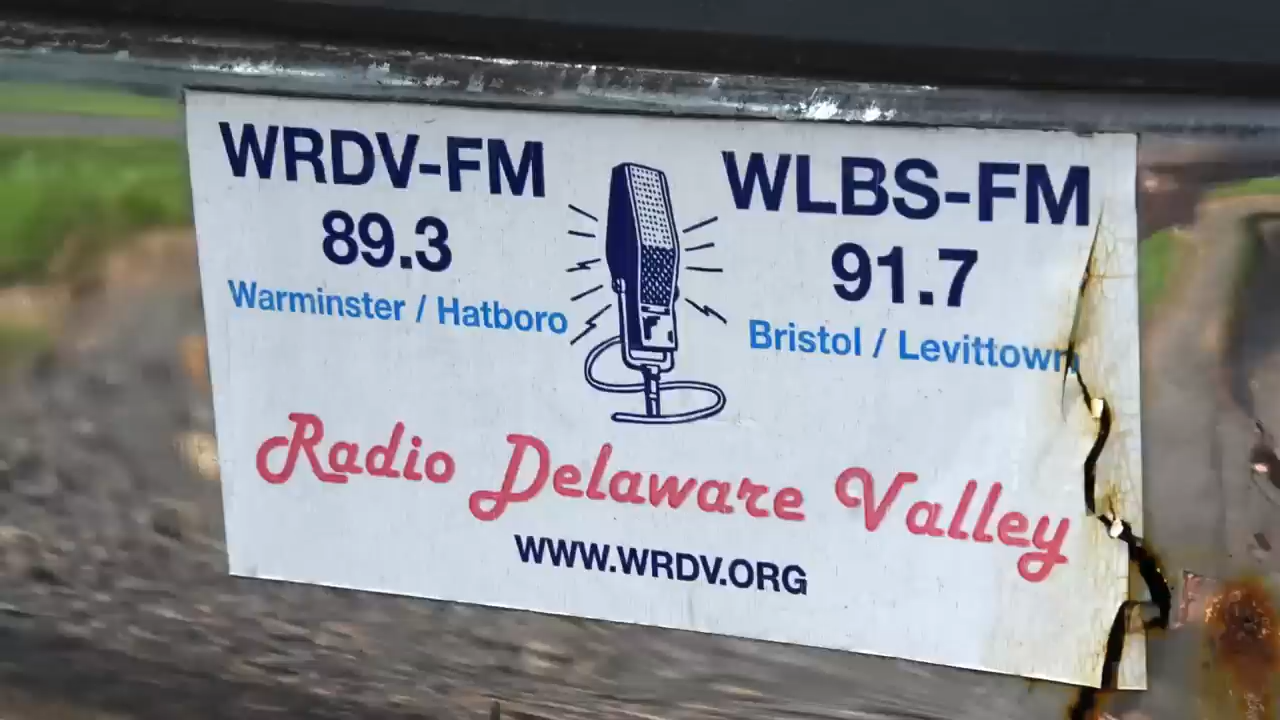 WRDV-FM
89.3
Warminster / Hatboro
WLBS-FM
91.7
Bristol / Levittown
Radio Delaware Valley
WWW.WRDV.ORG